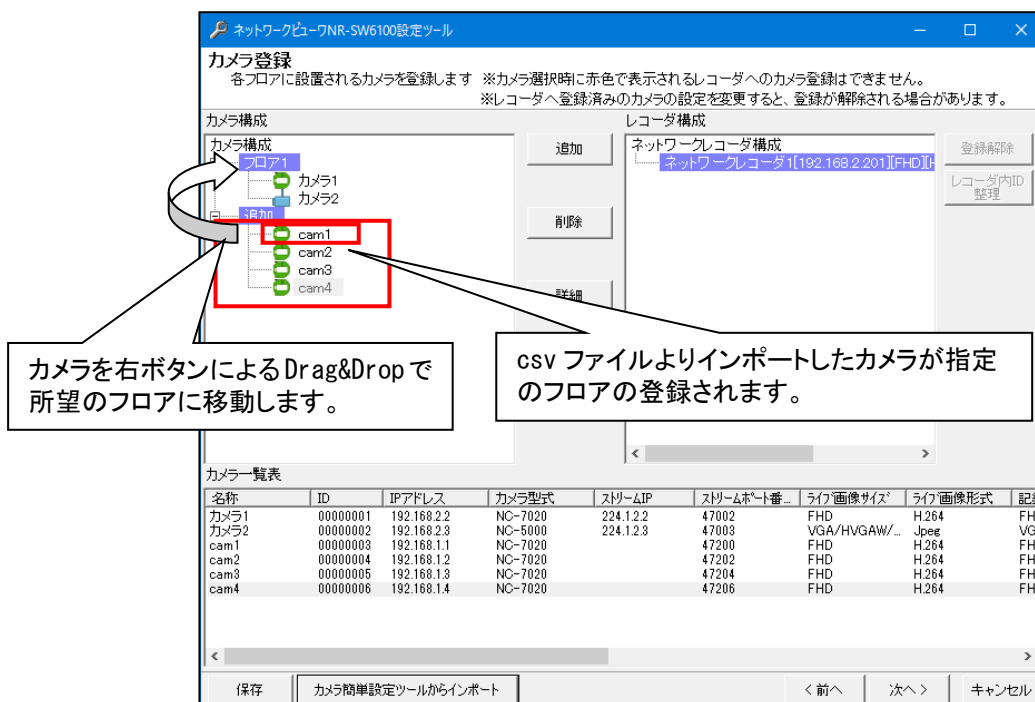 ネットワークビューワNR-SW6100設定ツール
カメラ登録
各フロアに設置されるカメラを登録します ※カメラ選択時に赤色で表示されるレコーダへのカメラ登録はできません。
※レコーダへ登録済みのカメラの設定を変更すると、登録が解除される場合があります。
カメラ構成
レコーダ構成
カメラ構成
フロア1
カメラ1
カメラ2
追加
cam1
cam2
cam3
cam4
追加
削除
詳細
ネットワークレコーダ構成
ネットワークレコーダ1[192.168.2.201][FHD][H
登録解除
レコーダ内ID
整理
カメラを右ボタンによるDrag&Dropで
所望のフロアに移動します。
csv ファイルよりインポートしたカメラが指定
のフロアの登録されます。
カメラ一覧表
名称 ID IPアドレス カメラ型式 ストリームIP ストリームポート番... ライブ画像サイズ ライブ画像形式 記
カメラ1 00000001 192.168.2.2 NC-7020 224.1.2.2 47002 FHD H.264 FH
カメラ2 00000002 192.168.2.3 NC-5000 224.1.2.3 47003 VGA/HVGAW/... Jpeg VG
cam1 00000003 192.168.1.1 NC-7020 47200 FHD H.264 FH
cam2 00000004 192.168.1.2 NC-7020 47202 FHD H.264 FH
cam3 00000005 192.168.1.3 NC-7020 47204 FHD H.264 FH
cam4 00000006 192.168.1.4 NC-7020 47206 FHD H.264 FH
保存 カメラ簡単設定ツールからインポート <前へ 次へ> キャンセル